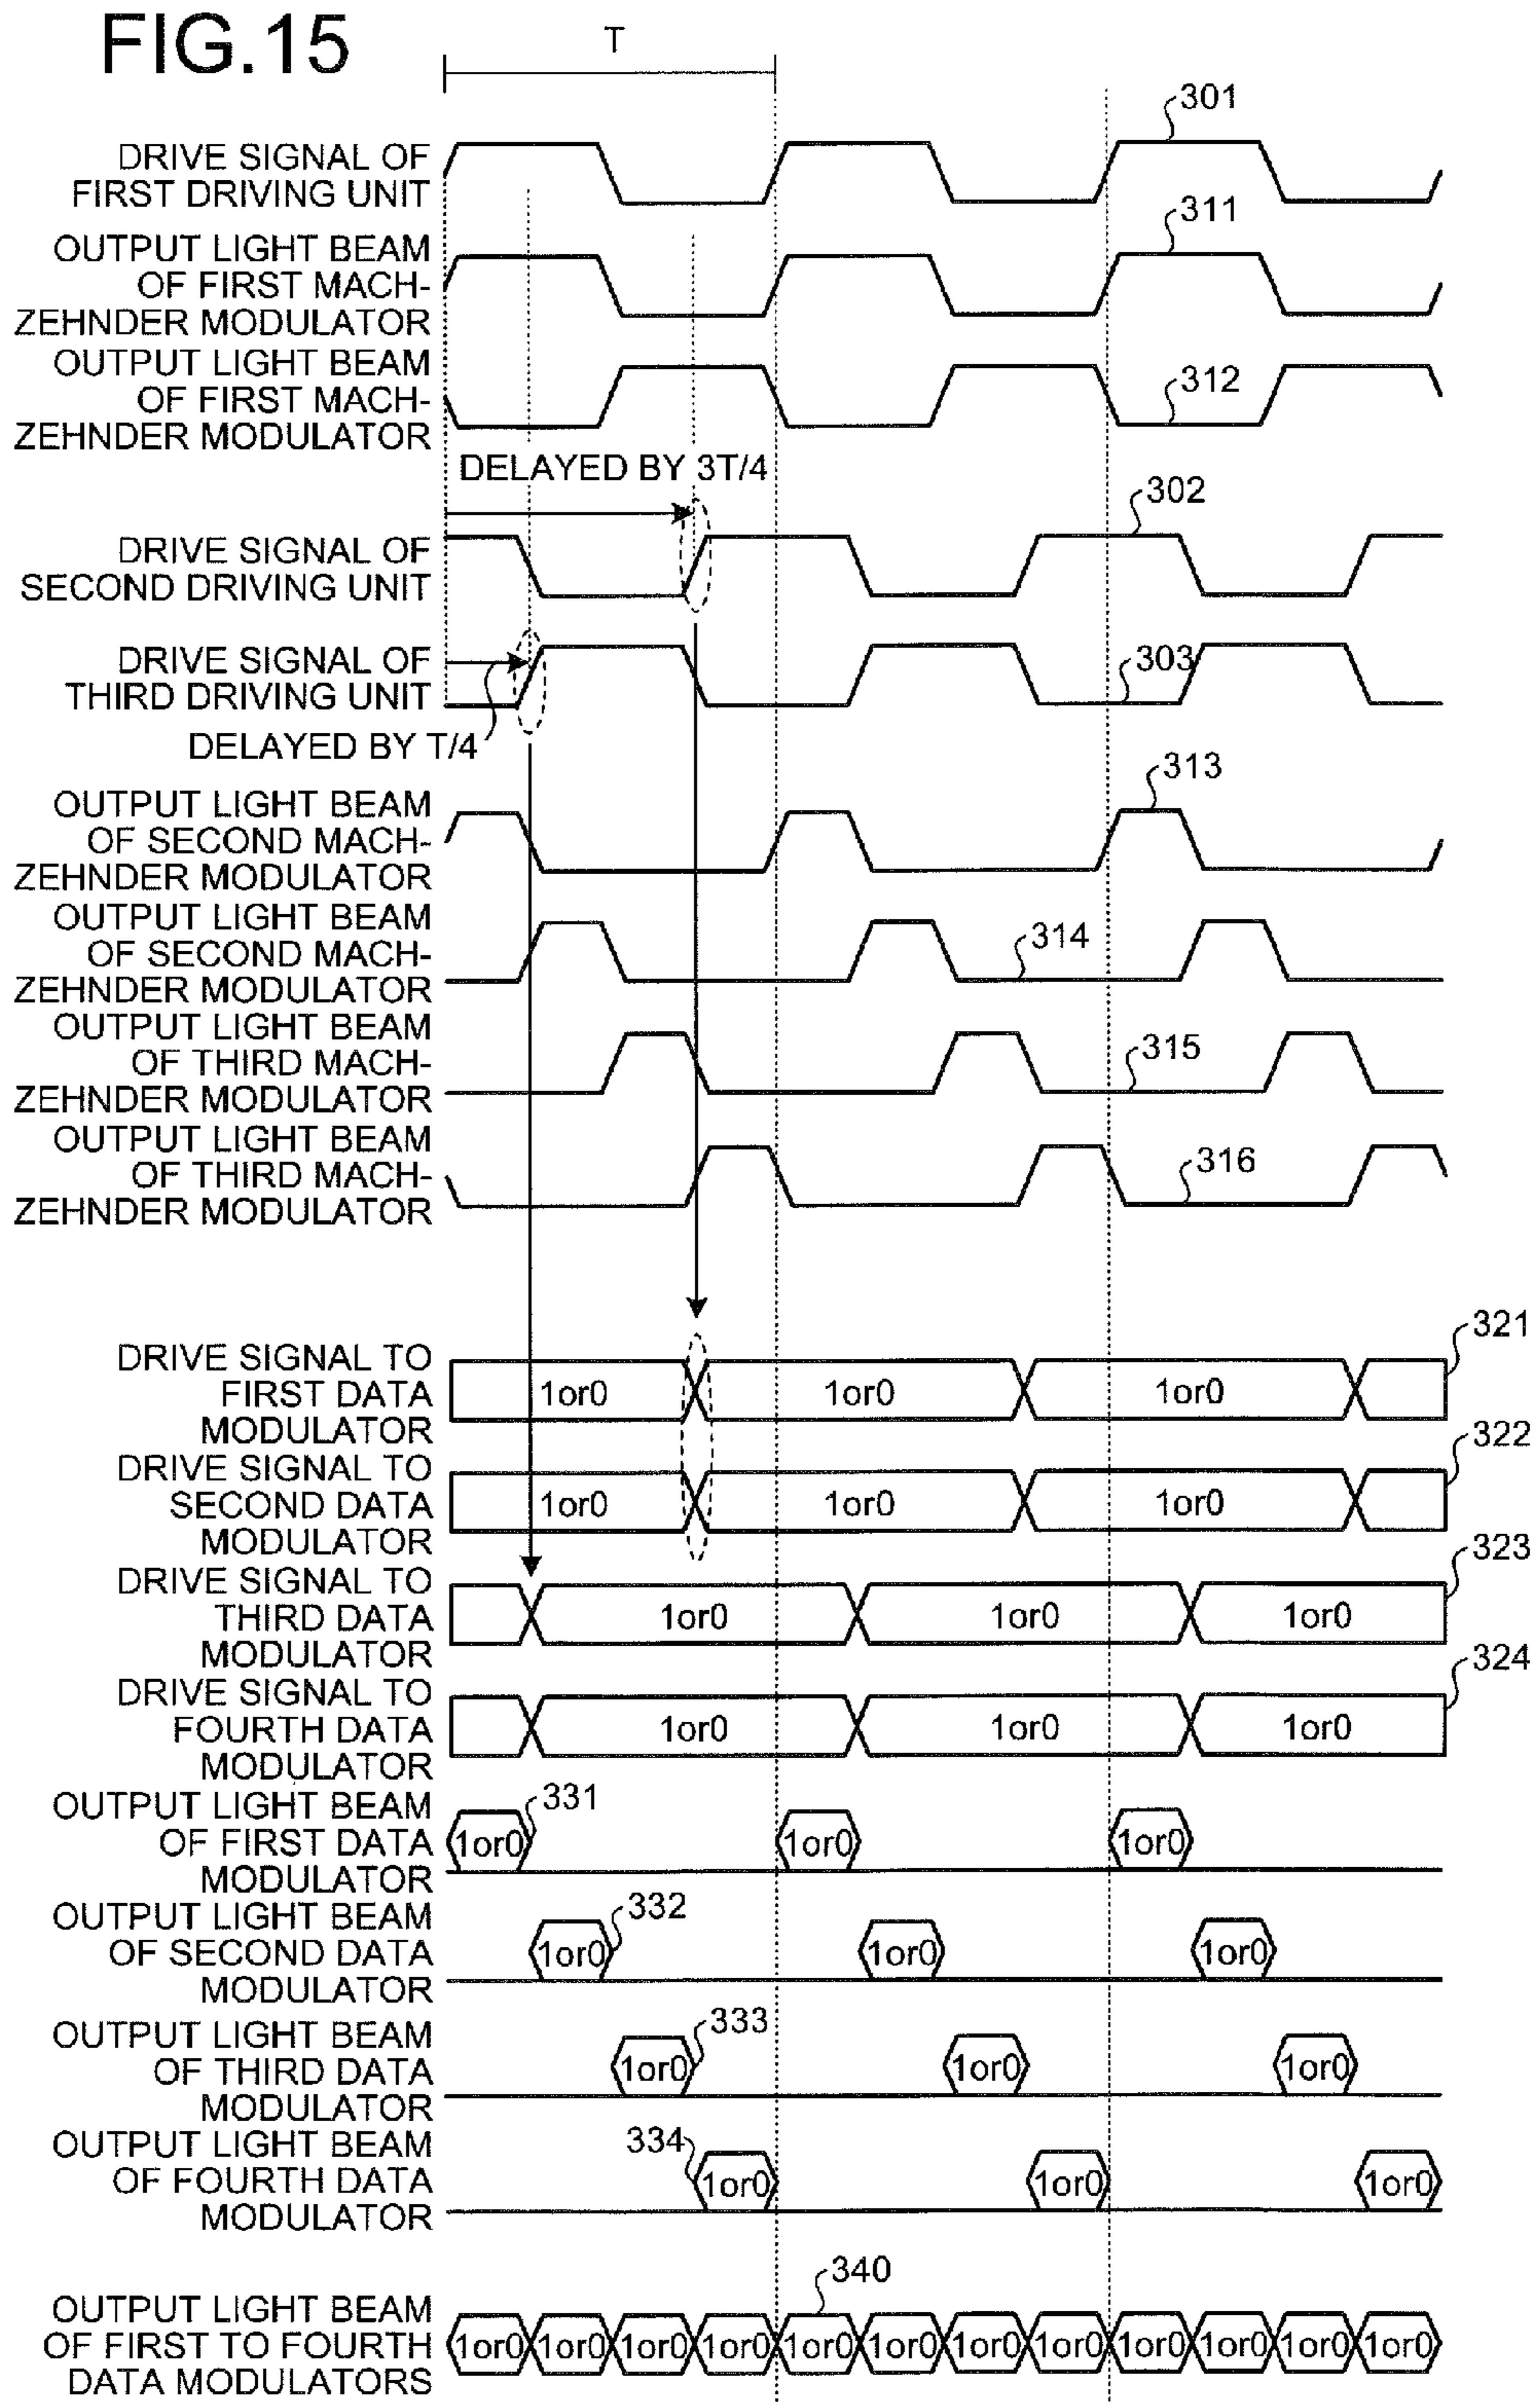 FIG.15
T
301
DRIVE SIGNAL OF
FIRST DRIVING UNIT
311
OUTPUT LIGHT BEAM
OF FIRST MACH-
ZEHNDER MODULATOR
OUTPUT LIGHT BEAM
OF FIRST MACH-
ZEHNDER MODULATOR
312
DELAYED BY 3T/4
302
DRIVE SIGNAL OF
SECOND DRIVING UNIT
DRIVE SIGNAL OF
THIRD DRIVING UNIT
303
DELAYED BY T/4
313
OUTPUT LIGHT BEAM
OF SECOND MACH-
ZEHNDER MODULATOR
OUTPUT LIGHT BEAM
OF SECOND MACH-
ZEHNDER MODULATOR
314
OUTPUT LIGHT BEAM
OF THIRD MACH-
ZEHNDER MODULATOR
315
OUTPUT LIGHT BEAM
OF THIRD MACH-
ZEHNDER MODULATOR
316
321
DRIVE SIGNAL TO
FIRST DATA
MODULATOR
1or0 1or0 1or0
322
DRIVE SIGNAL TO
SECOND DATA
MODULATOR
1or0 1or0 1or0
323
DRIVE SIGNAL TO
THIRD DATA
MODULATOR
1or0 1or0 1or0
324
DRIVE SIGNAL TO
FOURTH DATA
MODULATOR
1or0 1or0 1or0
331
OUTPUT LIGHT BEAM
OF FIRST DATA
MODULATOR
1or0 1or0 1or0
332
OUTPUT LIGHT BEAM
OF SECOND DATA
MODULATOR
1or0 1or0 1or0
333
OUTPUT LIGHT BEAM
OF THIRD DATA
MODULATOR
1or0 1or0 1or0
334
OUTPUT LIGHT BEAM
OF FOURTH DATA
MODULATOR
1or0 1or0 1or0
340
OUTPUT LIGHT BEAM
OF FIRST TO FOURTH
DATA MODULATORS
1or0 1or0 1or0 1or0 1or0 1or0 1or0 1or0 1or0 1or0 1or0 1or0